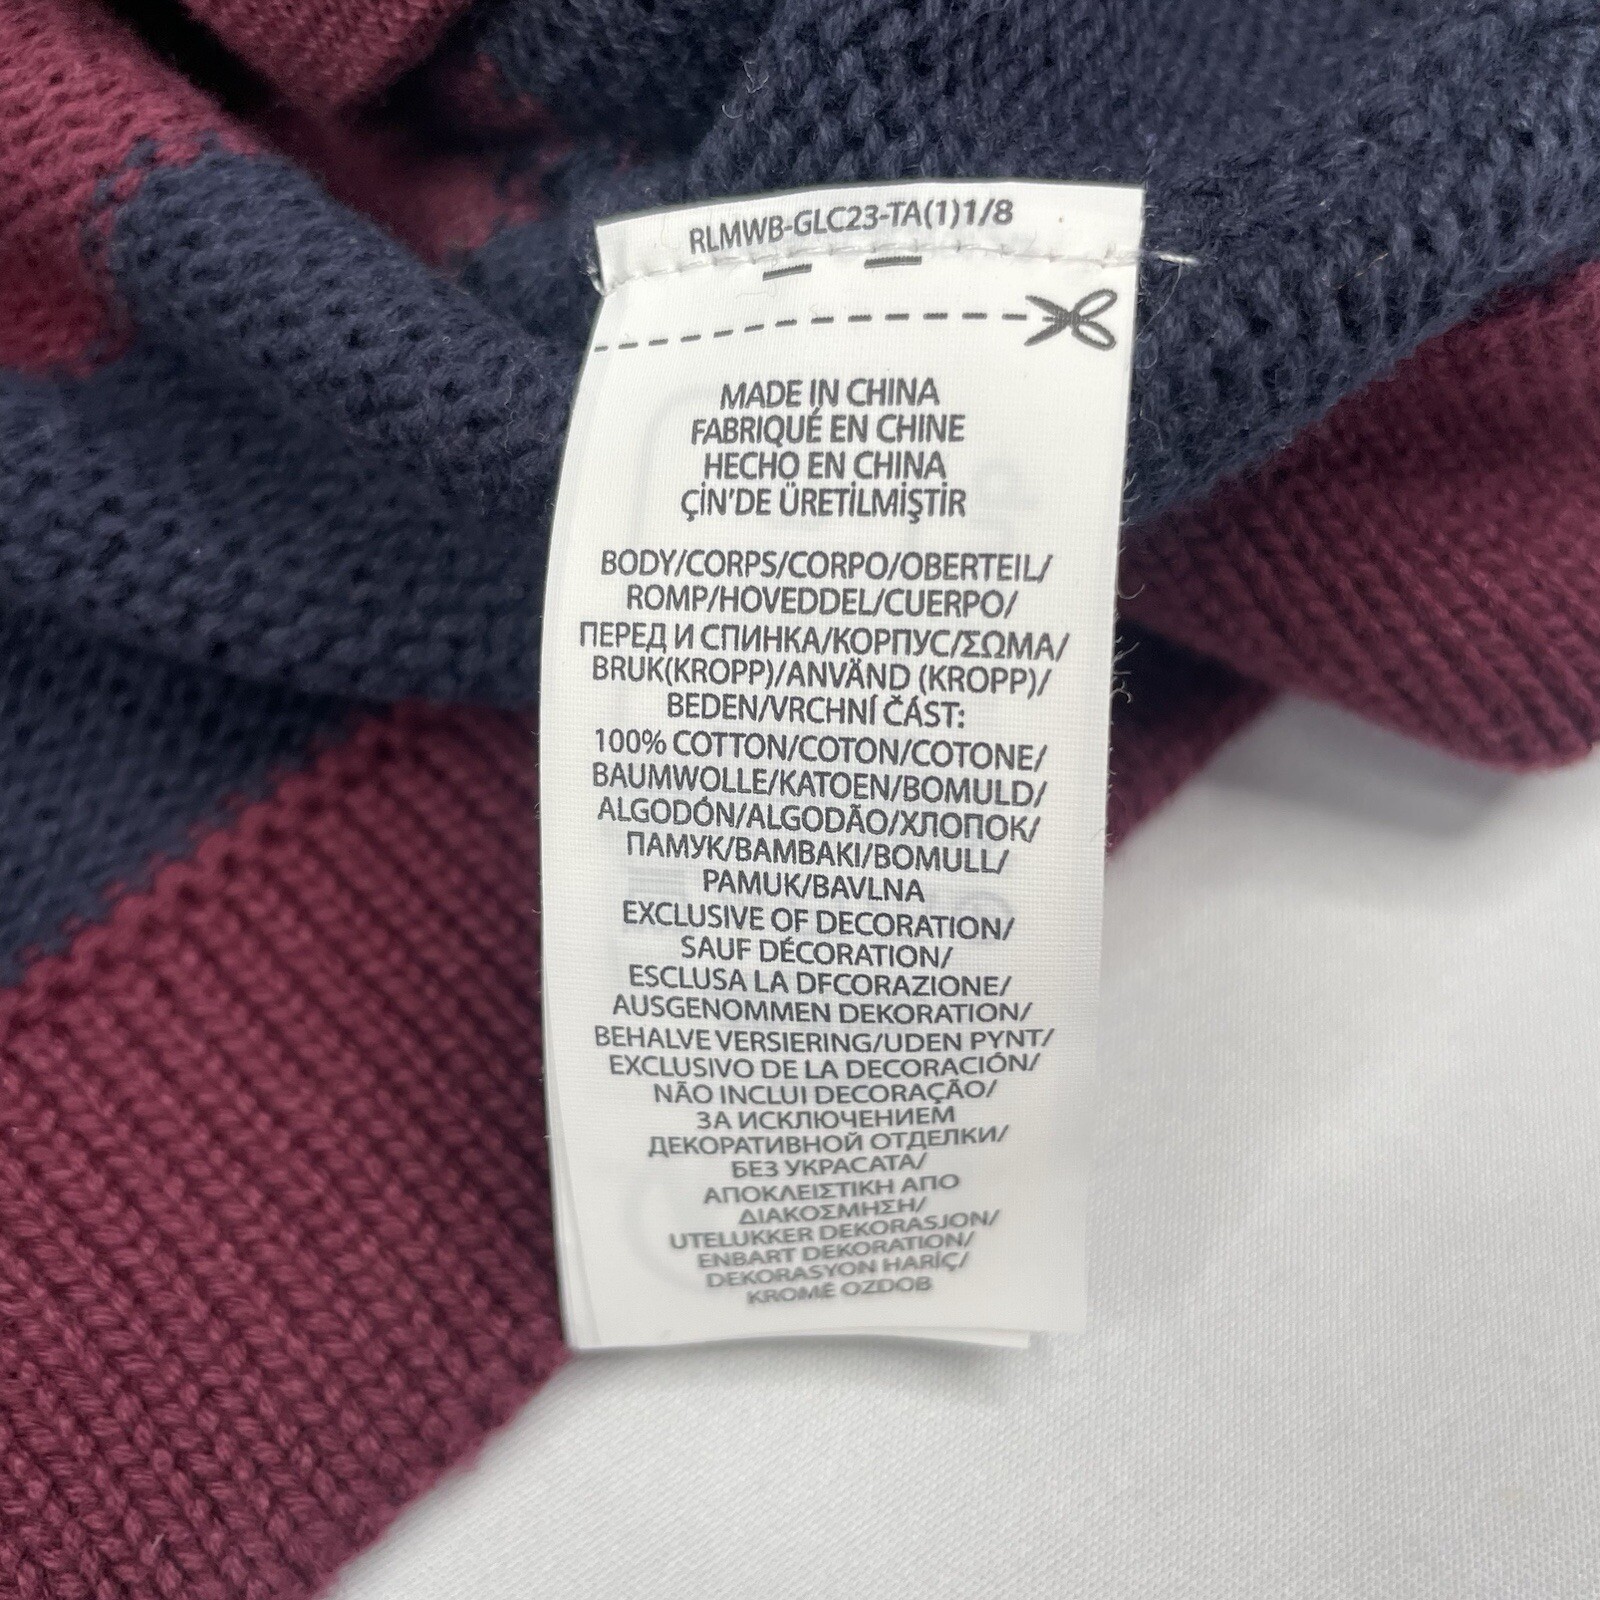 RLMWB-GLC23-TA(1)1/8
MADE IN CHINA
FABRIQUÉ EN CHINE
HECHO EN CHINA
ÇİN'DE ÜRETİLMİŞTİR
BODY/CORPS/CORPO/OBERTEIL/
ROMP/HOVEDDEL/CUERPO/
ПЕРЕД И СПИНКА/КОРПУС/ΣΩΜΑ/
BRUK(KROPP)/ANVÄND (KROPP)/
BEDEN/VRCHNÍ ČÁST:
100% COTTON/COTON/COTONE/
BAUMWOLLE/KATOEN/BOMULD/
ALGODÓN/ALGODÃO/ХЛОПОК/
ПАМУК/BAMBAKI/BOMULL/
PAMUK/BAVLNA
EXCLUSIVE OF DECORATION/
SAUF DÉCORATION/
ESCLUSA LA DFCORAZIONE/
AUSGENOMMEN DEKORATION/
BEHALVE VERSIERING/UDEN PYNT/
EXCLUSIVO DE LA DECORACIÓN/
NÃO INCLUI DECORAÇÃO/
ЗА ИСКЛЮЧЕНИЕМ
ДЕКОРАТИВНОЙ ОТДЕЛКИ/
БЕЗ УКРАСАТА/
ΑΠΟΚΛΕΙΣΤΙΚΗ ΑΠΟ
ΔΙΑΚΟΣΜΗΣΗ/
UTELUKKER DEKORASJON/
ENBART DEKORATION/
DEKORASYON HARİÇ/
KROMĚ OZDOB